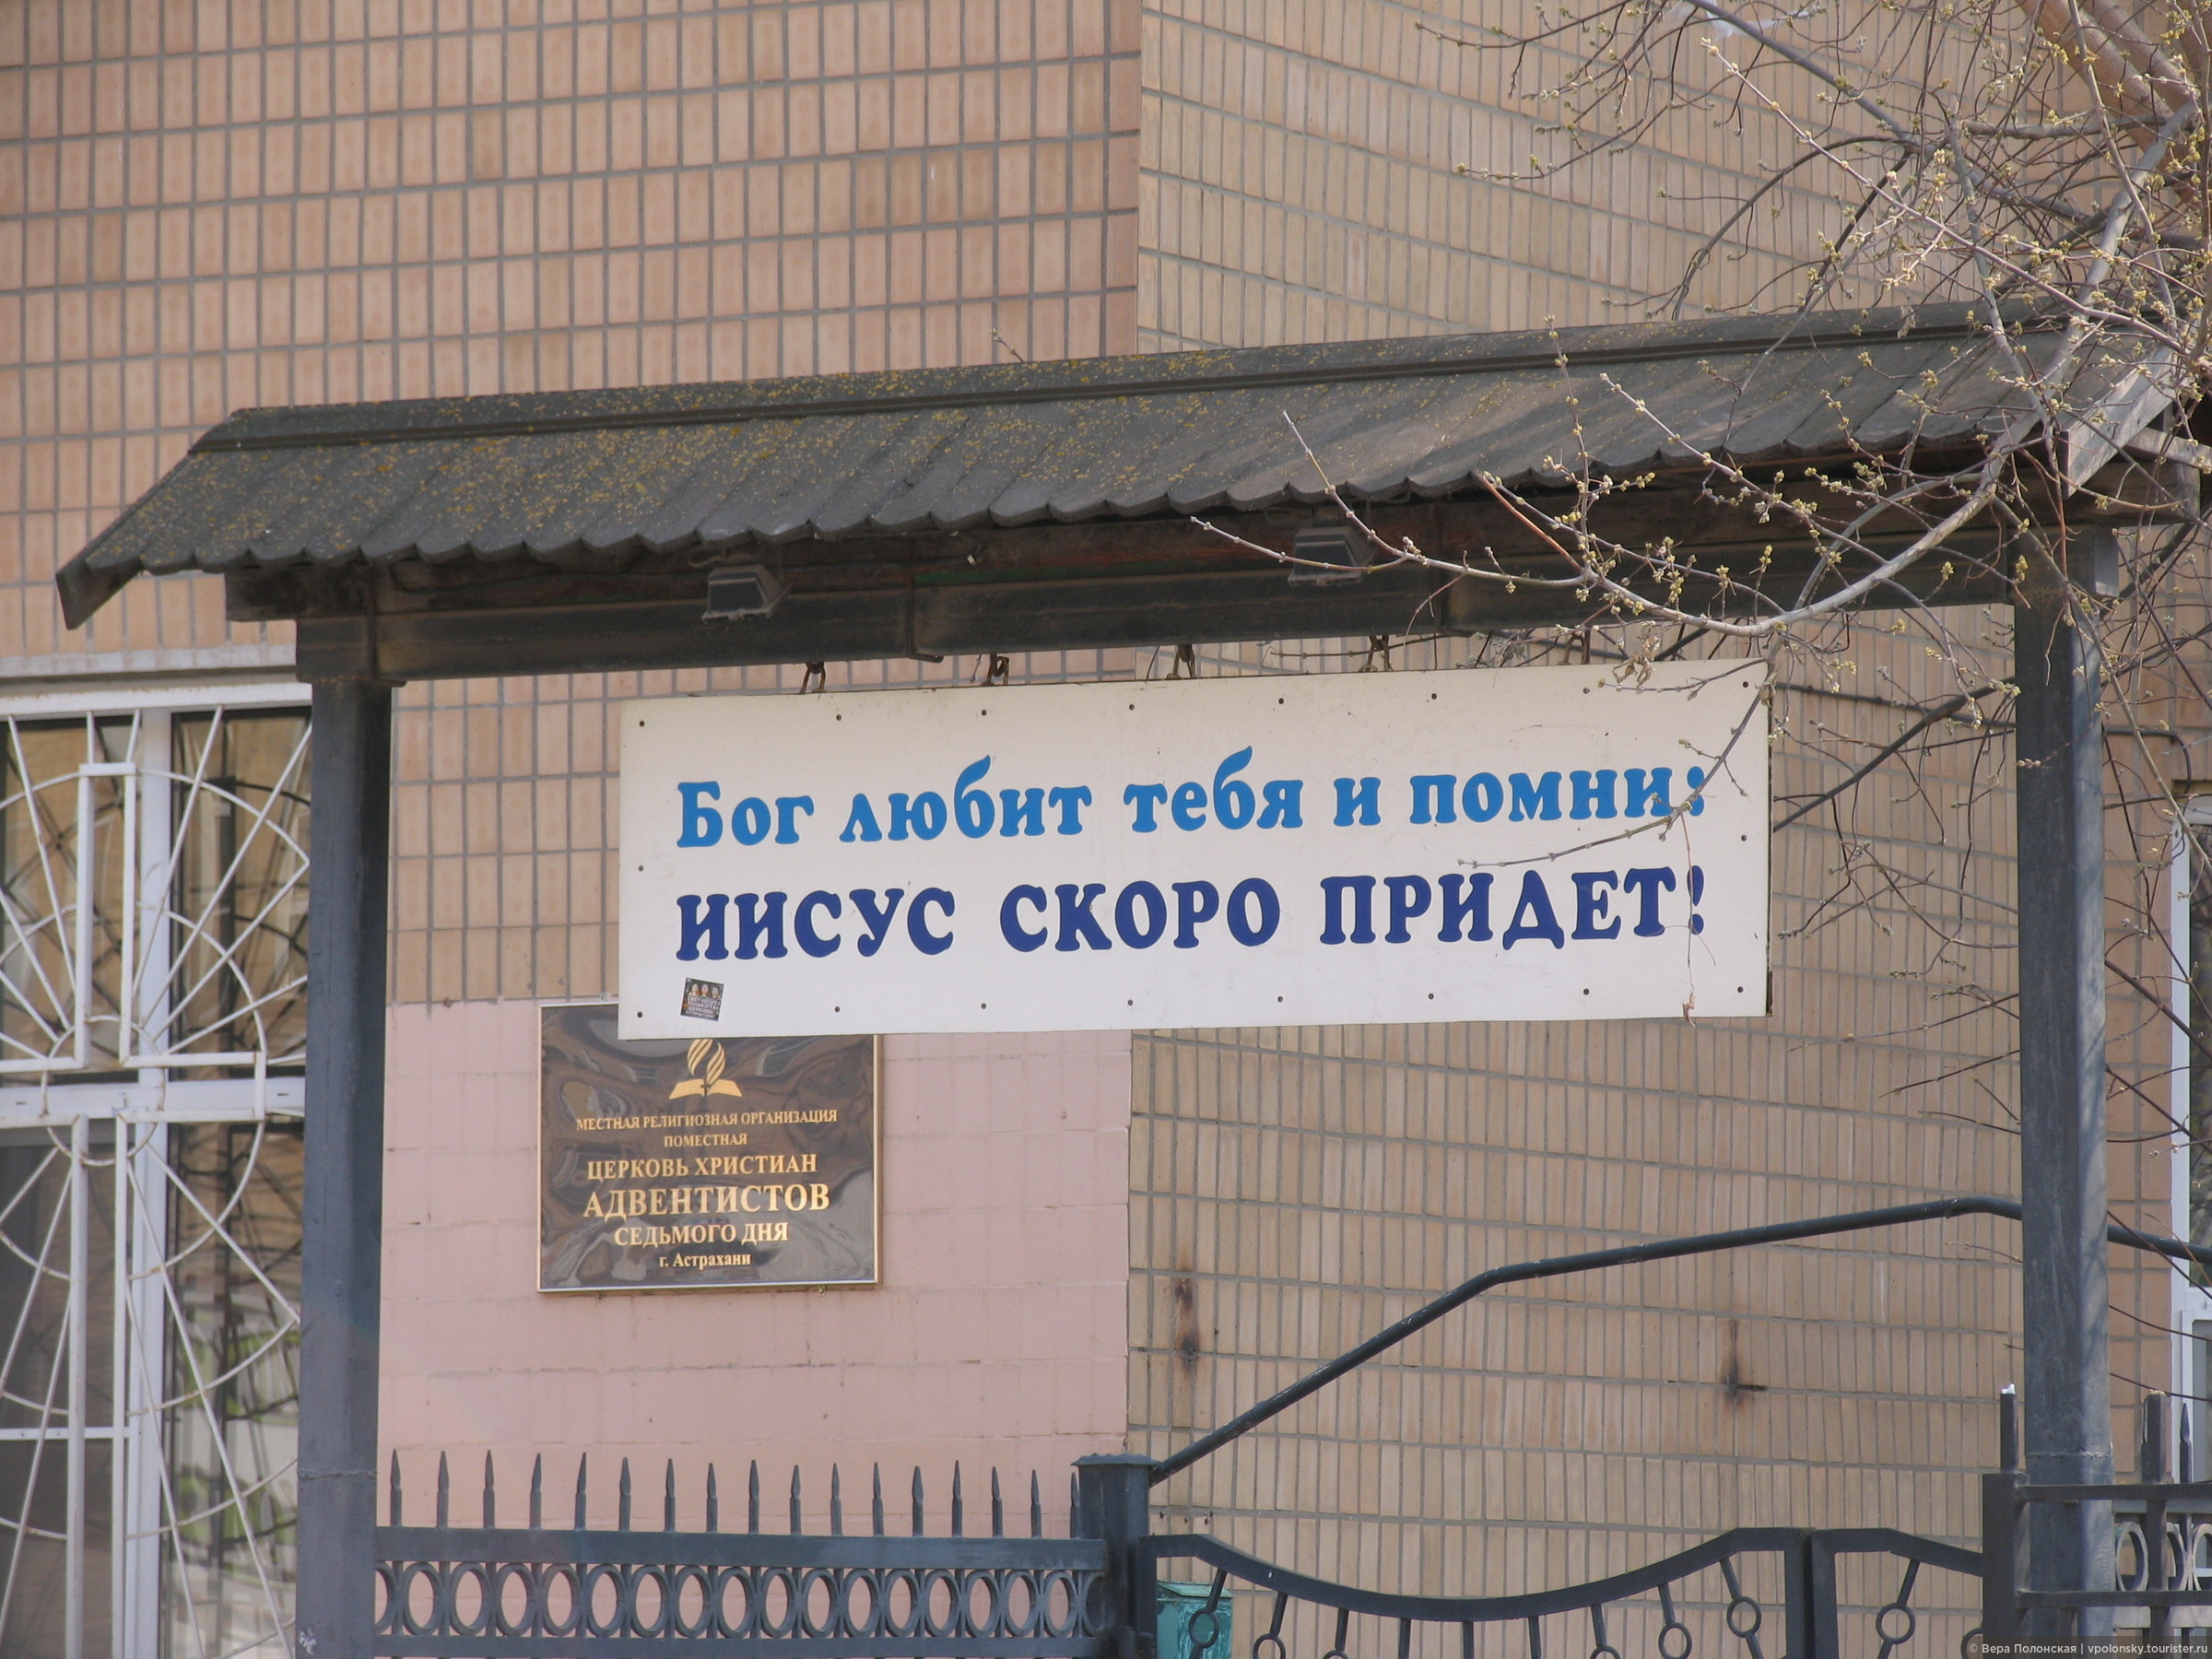 Бог любит тебя и помни:
ИИСУС СКОРО ПРИДЕТ!
МЕСТНАЯ РЕЛИГИОЗНАЯ ОРГАНИЗАЦИЯ
ПОМЕСТНАЯ
ЦЕРКОВЬ ХРИСТИАН
АДВЕНТИСТОВ
СЕДЬМОГО ДНЯ
г. Астрахани
© Вера Полонская | vpolonsky.tourister.ru